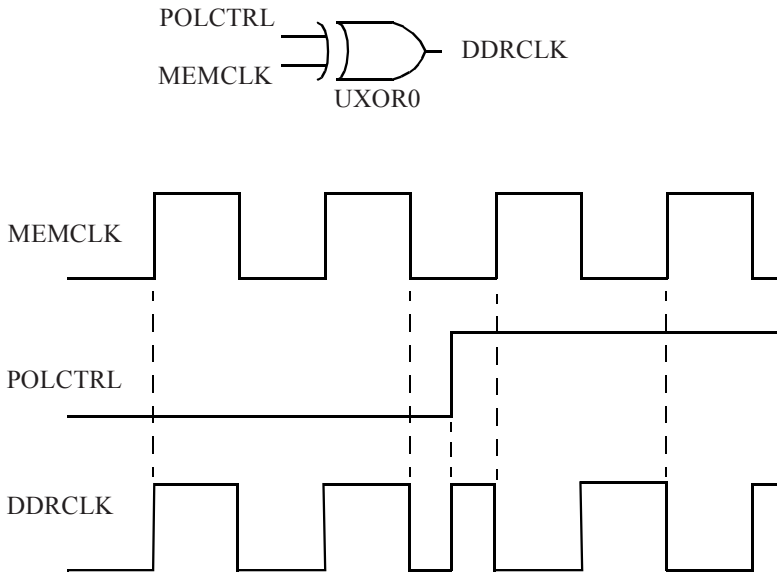 POLCTRL
DDRCLK
MEMCLK
UXOR0
MEMCLK
POLCTRL
DDRCLK